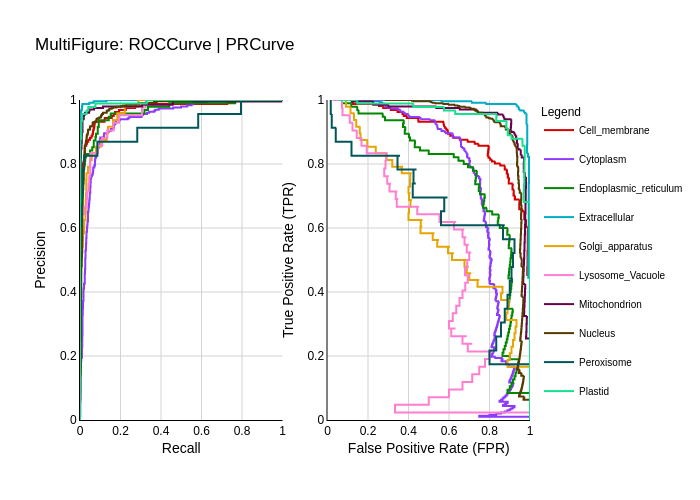 MultiFigure: ROCCurve | PRCurve
Precision
1
0.8
0.6
0.4
0.2
0
0 0.2 0.4 0.6 0.8 1
Recall
True Positive Rate (TPR)
1
0.8
0.6
0.4
0.2
0
0 0.2 0.4 0.6 0.8 1
False Positive Rate (FPR)
Legend
Cell_membrane
Cytoplasm
Endoplasmic_reticulum
Extracellular
Golgi_apparatus
Lysosome_Vacuole
Mitochondrion
Nucleus
Peroxisome
Plastid